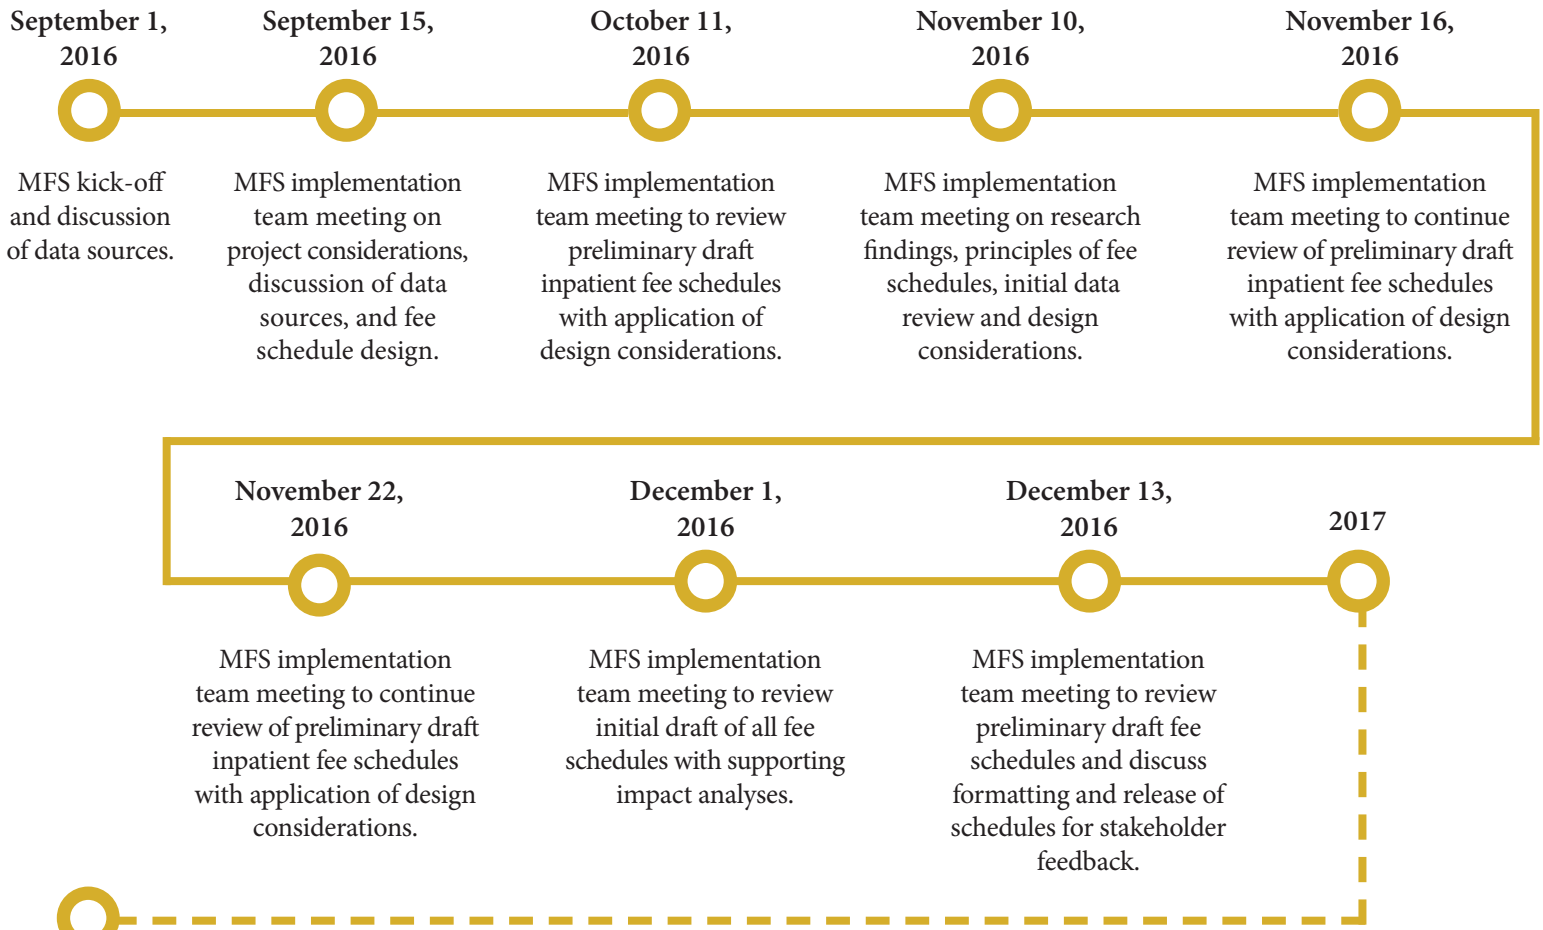 September 1,
2016
MFS kick-off
and discussion
of data sources.
September 15,
2016
MFS implementation
team meeting on
project considerations,
discussion of data
sources, and fee
schedule design.
October 11,
2016
MFS implementation
team meeting to review
preliminary draft
inpatient fee schedules
with application of
design considerations.
November 10,
2016
MFS implementation
team meeting on research
findings, principles of fee
schedules, initial data
review and design
considerations.
November 16,
2016
MFS implementation
team meeting to continue
review of preliminary draft
inpatient fee schedules
with application of design
considerations.
November 22,
2016
MFS implementation
team meeting to continue
review of preliminary draft
inpatient fee schedules
with application of design
considerations.
December 1,
2016
MFS implementation
team meeting to review
initial draft of all fee
schedules with supporting
impact analyses.
December 13,
2016
MFS implementation
team meeting to review
preliminary draft fee
schedules and discuss
formatting and release of
schedules for stakeholder
feedback.
2017